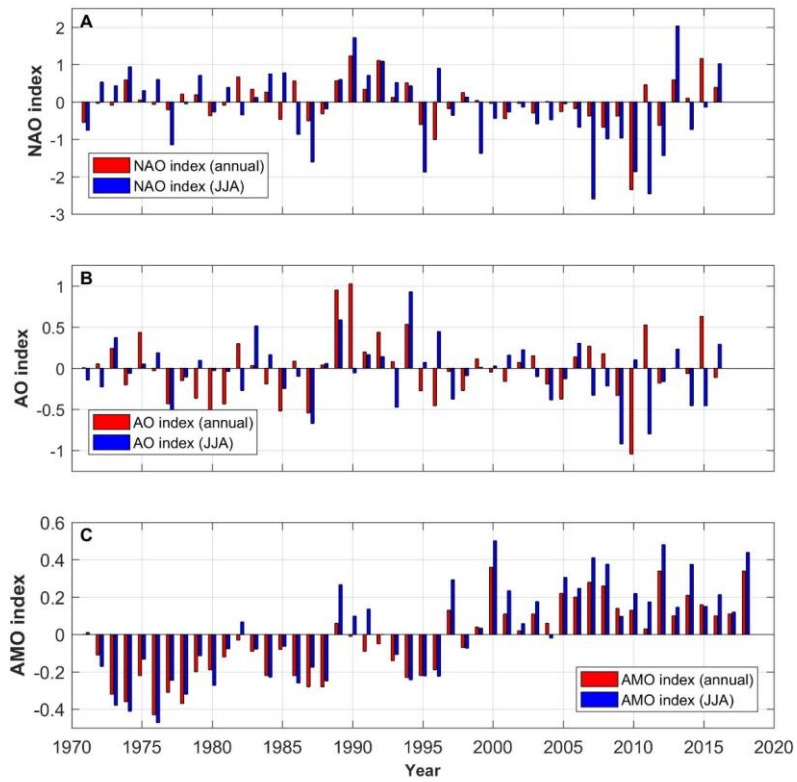 A
2
1
0
-1
-2
-3
NAO index
NAO index (annual)
NAO index (JJA)
B
1
0.5
0
-0.5
-1
AO index
AO index (annual)
AO index (JJA)
C
0.6
0.4
0.2
0
-0.2
-0.4
AMO index
AMO index (annual)
AMO index (JJA)
1970 1975 1980 1985 1990 1995 2000 2005 2010 2015 2020
Year